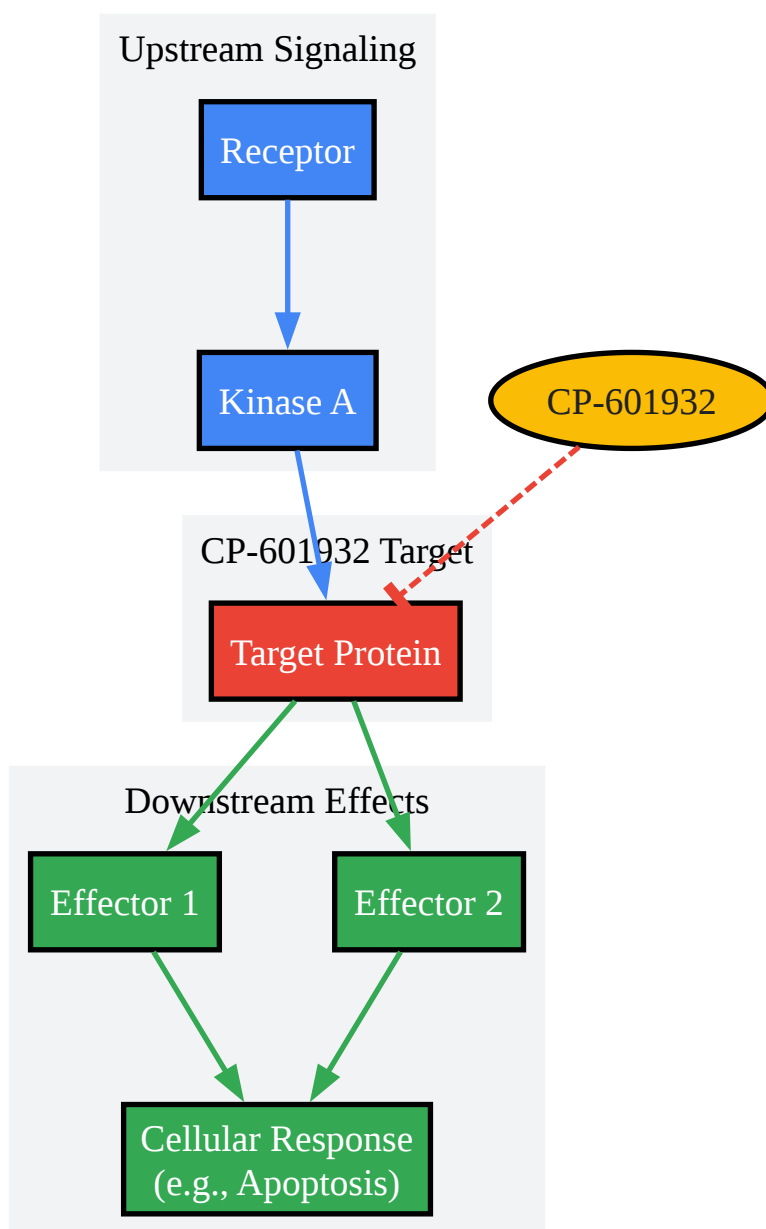 Upstream Signaling
Receptor
Kinase A
CP-601932
CP-601932 Target
Target Protein
Downstream Effects
Effector 1
Effector 2
Cellular Response
(e.g., Apoptosis)